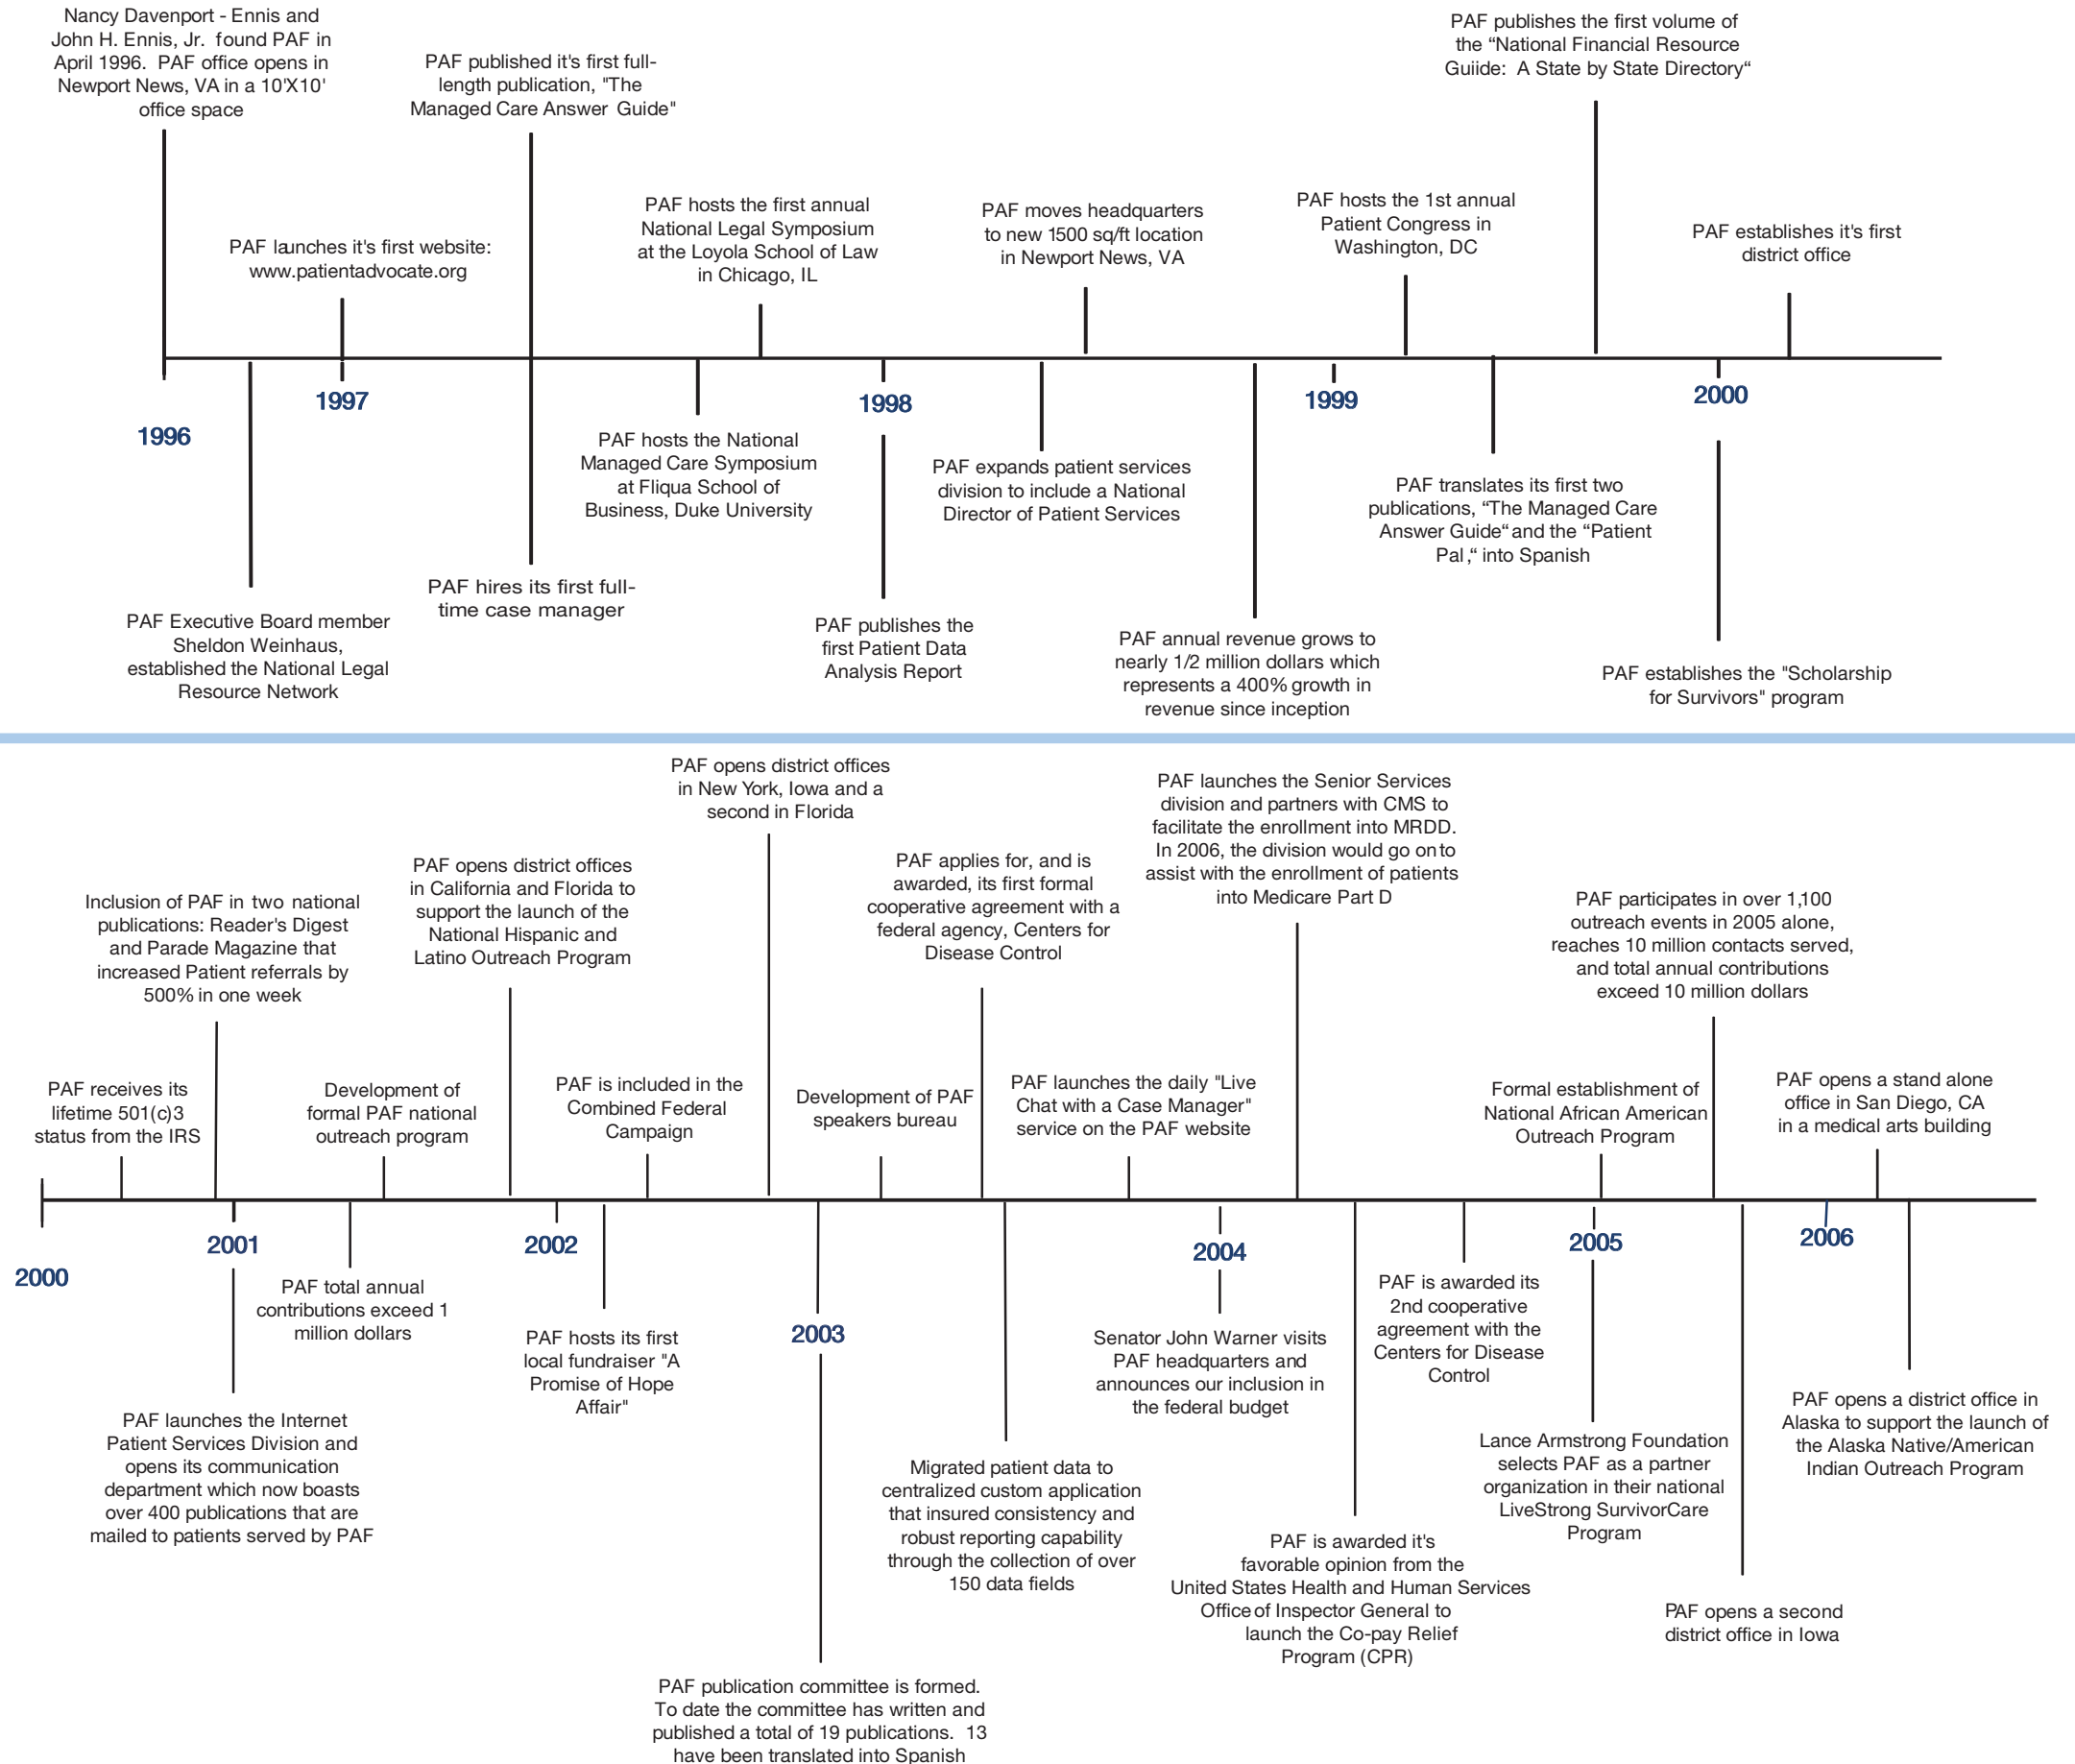 Nancy Davenport - Ennis and
John H. Ennis, Jr.  found PAF in
April 1996.  PAF office opens in
Newport News, VA in a 10'X10'
office space
PAF published it's first full-
length publication, "The
Managed Care Answer Guide"
PAF publishes the first volume of
the “National Financial Resource
Guiide:  A State by State Directory“
PAF launches it's first website:
www.patientadvocate.org
PAF hosts the first annual
National Legal Symposium
at the Loyola School of Law
in Chicago, IL
PAF moves headquarters
to new 1500 sq/ft location
in Newport News, VA
PAF hosts the 1st annual
Patient Congress in
Washington, DC
PAF establishes it's first
district office
1996
1997
1998
1999
2000
PAF Executive Board member
Sheldon Weinhaus,
established the National Legal
Resource Network
PAF hires its first full-
time case manager
PAF hosts the National
Managed Care Symposium
at Fliqua School of
Business, Duke University
PAF publishes the
first Patient Data
Analysis Report
PAF expands patient services
division to include a National
Director of Patient Services
PAF annual revenue grows to
nearly 1/2 million dollars which
represents a 400% growth in
revenue since inception
PAF translates its first two
publications, “The Managed Care
Answer Guide“ and the “Patient
Pal,“ into Spanish
PAF establishes the "Scholarship
for Survivors" program
PAF receives its
lifetime 501(c)3
status from the IRS
Inclusion of PAF in two national
publications: Reader's Digest
and Parade Magazine that
increased Patient referrals by
500% in one week
Development of
formal PAF national
outreach program
PAF opens district offices
in California and Florida to
support the launch of the
National Hispanic and
Latino Outreach Program
PAF is included in the
Combined Federal
Campaign
PAF opens district offices
in New York, Iowa and a
second in Florida
Development of PAF
speakers bureau
PAF applies for, and is
awarded, its first formal
cooperative agreement with a
federal agency, Centers for
Disease Control
PAF launches the daily "Live
Chat with a Case Manager"
service on the PAF website
PAF launches the Senior Services
division and partners with CMS to
facilitate the enrollment into MRDD.
In 2006, the division would go on to
assist with the enrollment of patients
into Medicare Part D
Formal establishment of
National African American
Outreach Program
PAF participates in over 1,100
outreach events in 2005 alone,
reaches 10 million contacts served,
and total annual contributions
exceed 10 million dollars
PAF opens a stand alone
office in San Diego, CA
in a medical arts building
2000
2001
2002
2003
2004
2005
2006
PAF launches the Internet
Patient Services Division and
opens its communication
department which now boasts
over 400 publications that are
mailed to patients served by PAF
PAF total annual
contributions exceed 1
million dollars
PAF hosts its first
local fundraiser "A
Promise of Hope
Affair"
PAF publication committee is formed.
To date the committee has written and
published a total of 19 publications.  13
have been translated into Spanish
Migrated patient data to
centralized custom application
that insured consistency and
robust reporting capability
through the collection of over
150 data fields
Senator John Warner visits
PAF headquarters and
announces our inclusion in
the federal budget
PAF is awarded it's
favorable opinion from the
United States Health and Human Services
Office of Inspector General to
launch the Co-pay Relief
Program (CPR)
PAF is awarded its
2nd cooperative
agreement with the
Centers for Disease
Control
Lance Armstrong Foundation
selects PAF as a partner
organization in their national
LiveStrong SurvivorCare
Program
PAF opens a second
district office in Iowa
PAF opens a district office in
Alaska to support the launch of
the Alaska Native/American
Indian Outreach Program